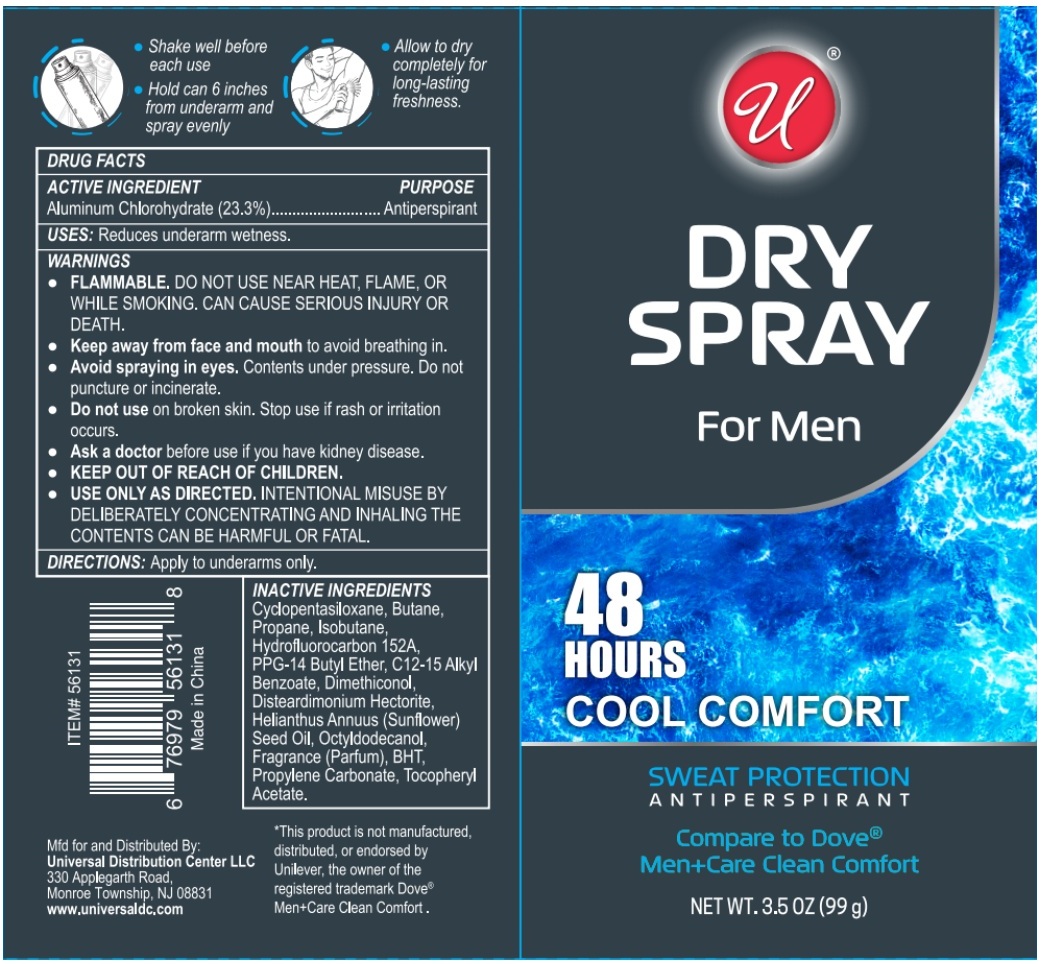 ● Shake well before
each use
● Hold can 6 inches
from underarm and
spray evenly
● Allow to dry
completely for
long-lasting
freshness.
DRUG FACTS
ACTIVE INGREDIENT PURPOSE
Aluminum Chlorohydrate (23.3%)......................... Antiperspirant
USES: Reduces underarm wetness.
WARNINGS
● FLAMMABLE. DO NOT USE NEAR HEAT, FLAME, OR
WHILE SMOKING. CAN CAUSE SERIOUS INJURY OR
DEATH.
● Keep away from face and mouth to avoid breathing in.
● Avoid spraying in eyes. Contents under pressure. Do not
puncture or incinerate.
● Do not use on broken skin. Stop use if rash or irritation
occurs.
● Ask a doctor before use if you have kidney disease.
● KEEP OUT OF REACH OF CHILDREN.
● USE ONLY AS DIRECTED. INTENTIONAL MISUSE BY
DELIBERATELY CONCENTRATING AND INHALING THE
CONTENTS CAN BE HARMFUL OR FATAL.
DIRECTIONS: Apply to underarms only.
ITEM# 56131
6 76979 56131 8
Made in China
INACTIVE INGREDIENTS
Cyclopentasiloxane, Butane,
Propane, Isobutane,
Hydrofluorocarbon 152A,
PPG-14 Butyl Ether, C12-15 Alkyl
Benzoate, Dimethiconol,
Disteardimonium Hectorite,
Helianthus Annuus (Sunflower)
Seed Oil, Octyldodecanol,
Fragrance (Parfum), BHT,
Propylene Carbonate, Tocopheryl
Acetate.
Mfd for and Distributed By:
Universal Distribution Center LLC
330 Applegarth Road,
Monroe Township, NJ 08831
www.universaldc.com
*This product is not manufactured,
distributed, or endorsed by
Unilever, the owner of the
registered trademark Dove®
Men+Care Clean Comfort .
U ®
DRY
SPRAY
For Men
48
HOURS
COOL COMFORT
SWEAT PROTECTION
ANTIPERSPIRANT
Compare to Dove®
Men+Care Clean Comfort
NET WT. 3.5 OZ (99 g)